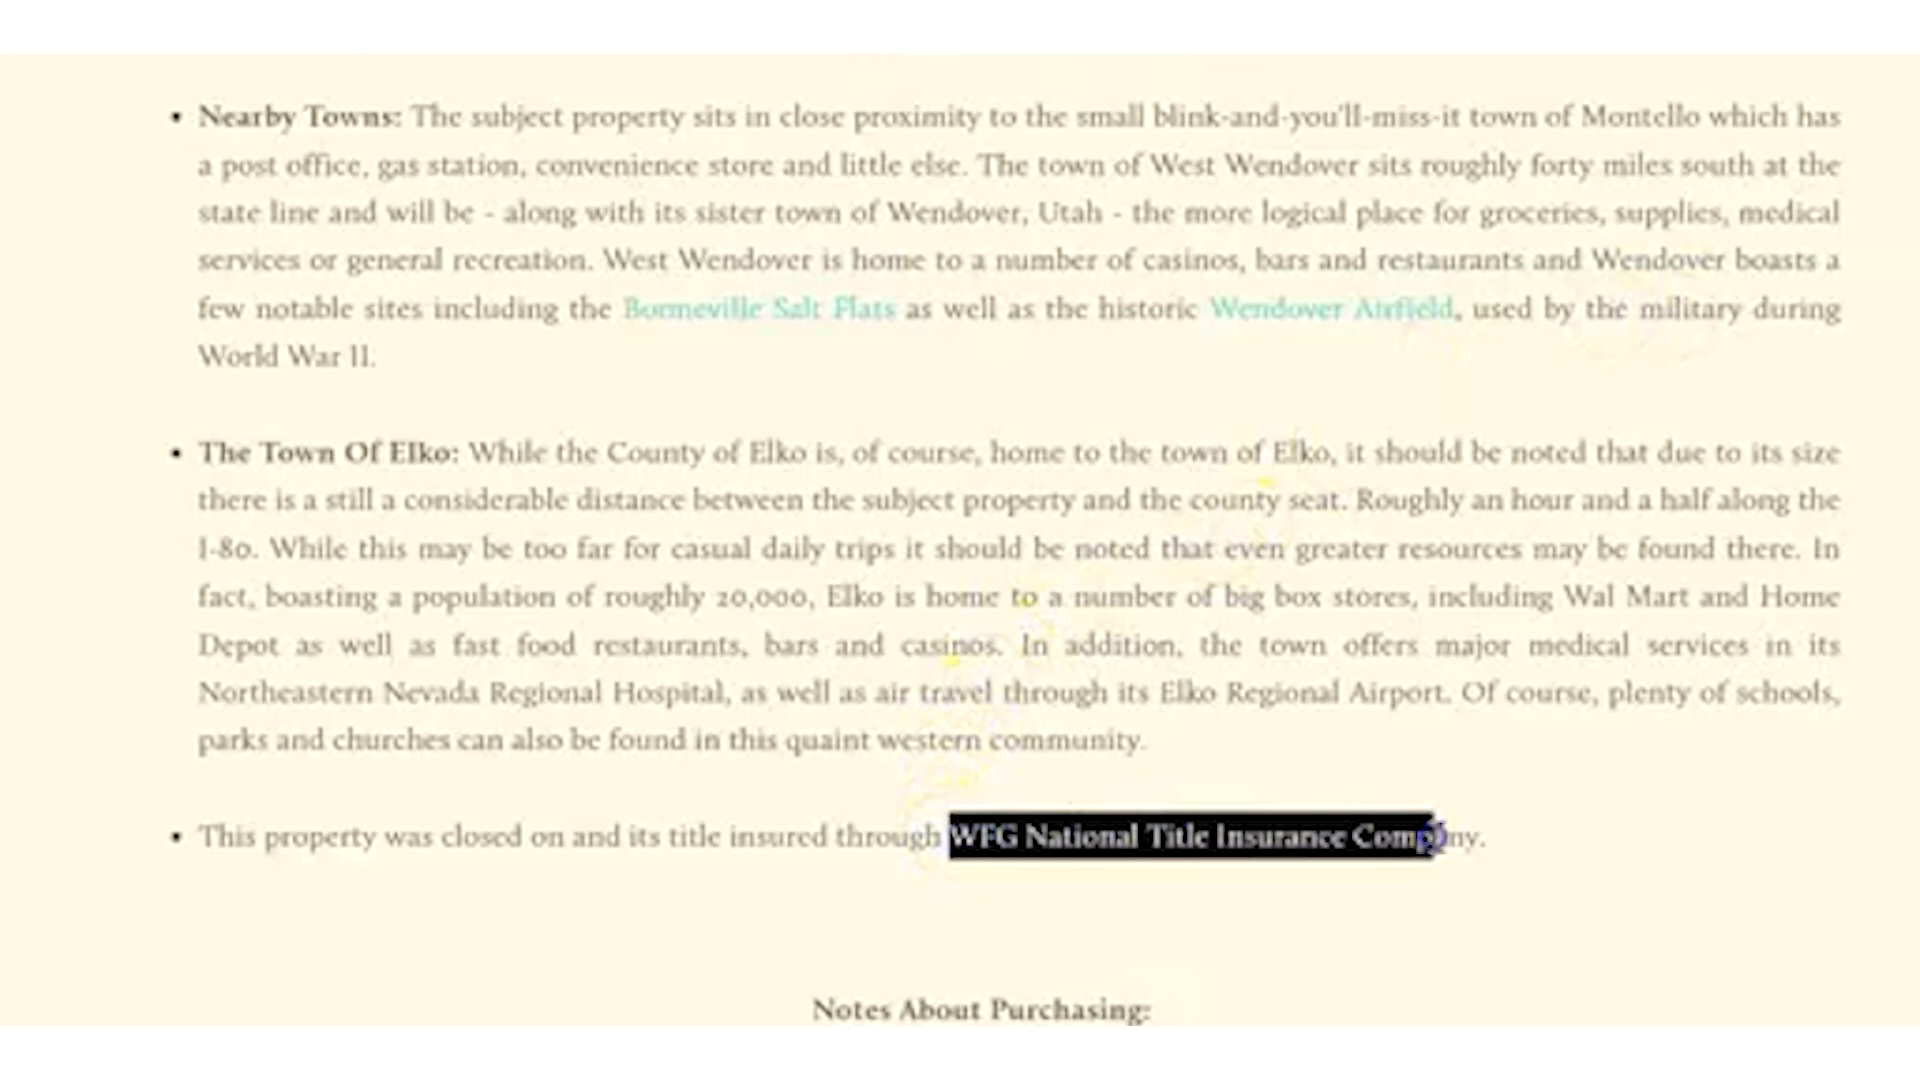 • Nearby Towns: The subject property sits in close proximity to the small blink-and-you'll-miss-it town of Montello which has
a post office, gas station, convenience store and little else. The town of West Wendover sits roughly forty miles south at the
state line and will be - along with its sister town of Wendover, Utah - the more logical place for groceries, supplies, medical
services or general recreation. West Wendover is home to a number of casinos, bars and restaurants and Wendover boasts a
few notable sites including the Bonneville Salt Flats as well as the historic Wendover Airfield, used by the military during
World War II.
• The Town Of Elko: While the County of Elko is, of course, home to the town of Elko, it should be noted that due to its size
there is a still a considerable distance between the subject property and the county seat. Roughly an hour and a half along the
I-80. While this may be too far for casual daily trips it should be noted that even greater resources may be found there. In
fact, boasting a population of roughly 20,000, Elko is home to a number of big box stores, including Wal Mart and Home
Depot as well as fast food restaurants, bars and casinos. In addition, the town offers major medical services in its
Northeastern Nevada Regional Hospital, as well as air travel through its Elko Regional Airport. Of course, plenty of schools,
parks and churches can also be found in this quaint western community.
• This property was closed on and its title insured through WFG National Title Insurance Company.
Notes About Purchasing: